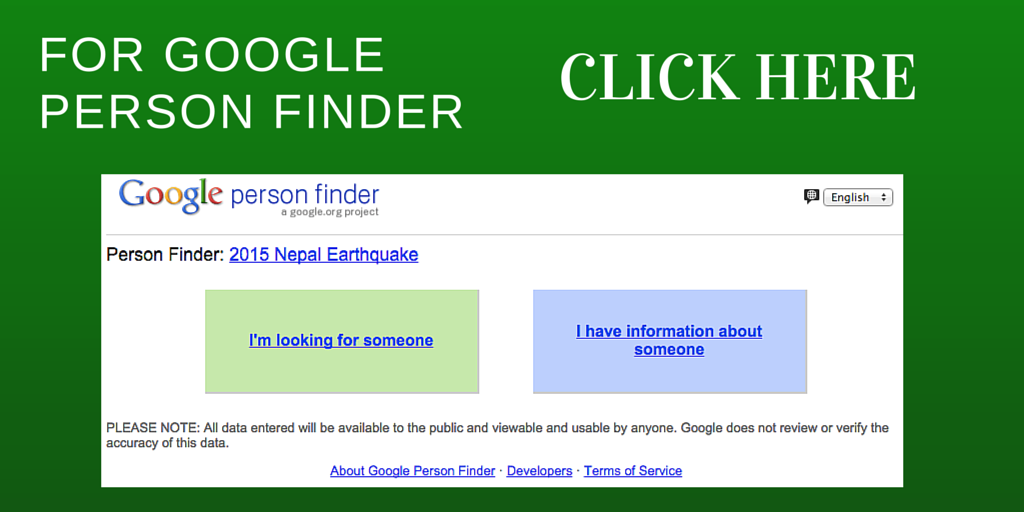 FOR GOOGLE
PERSON FINDER
CLICK HERE
Google person finder
a google.org project
English
Person Finder: 2015 Nepal Earthquake
I'm looking for someone
I have information about
someone
PLEASE NOTE: All data entered will be available to the public and viewable and usable by anyone. Google does not review or verify the
accuracy of this data.
About Google Person Finder · Developers · Terms of Service